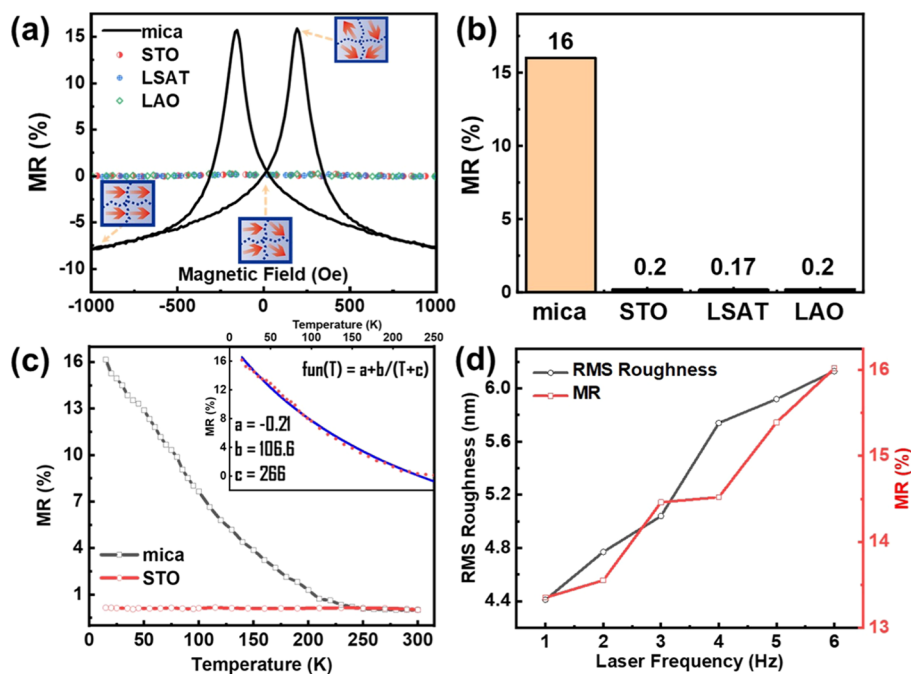 (a)
mica
STO
LSAT
LAO
MR (%)
15
10
5
0
-5
-10
Magnetic Field (Oe)
-1000
-500
0
500
1000
(b)
MR (%)
15
10
5
0
16
0.2
0.17
0.2
mica
STO
LSAT
LAO
(c)
MR (%)
16
13
10
7
4
1
mica
STO
0
50
100
150
200
250
300
Temperature (K)
Temperature (K)
0
50
100
150
200
250
MR (%)
16
12
8
4
0
fun(T) = a+b/(T+c)
a = -0.21
b = 106.6
c = 266
(d)
RMS Roughness
MR
RMS Roughness (nm)
6.0
5.6
5.2
4.8
4.4
MR (%)
16
15
14
13
1
2
3
4
5
6
Laser Frequency (Hz)